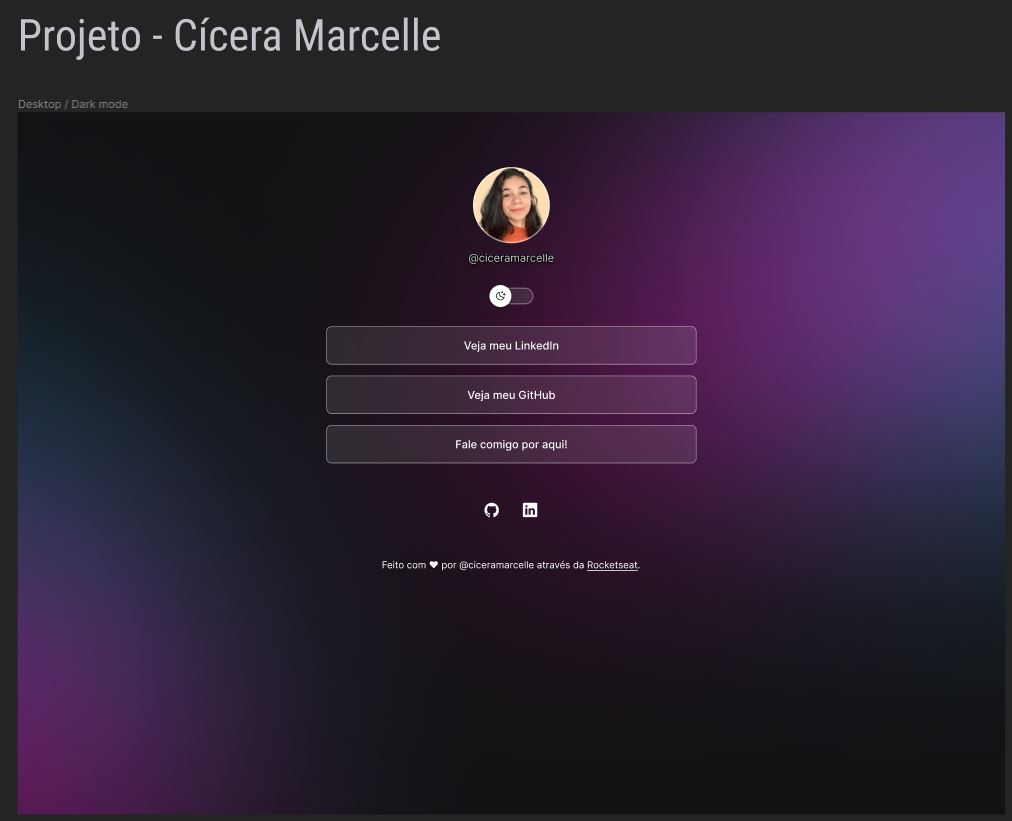 Projeto - Cícera Marcelle
Desktop / Dark mode
@ciceramarcelle
Veja meu LinkedIn
Veja meu GitHub
Fale comigo por aqui!
in
Feito com ♥ por @ciceramarcelle através da Rocketseat.